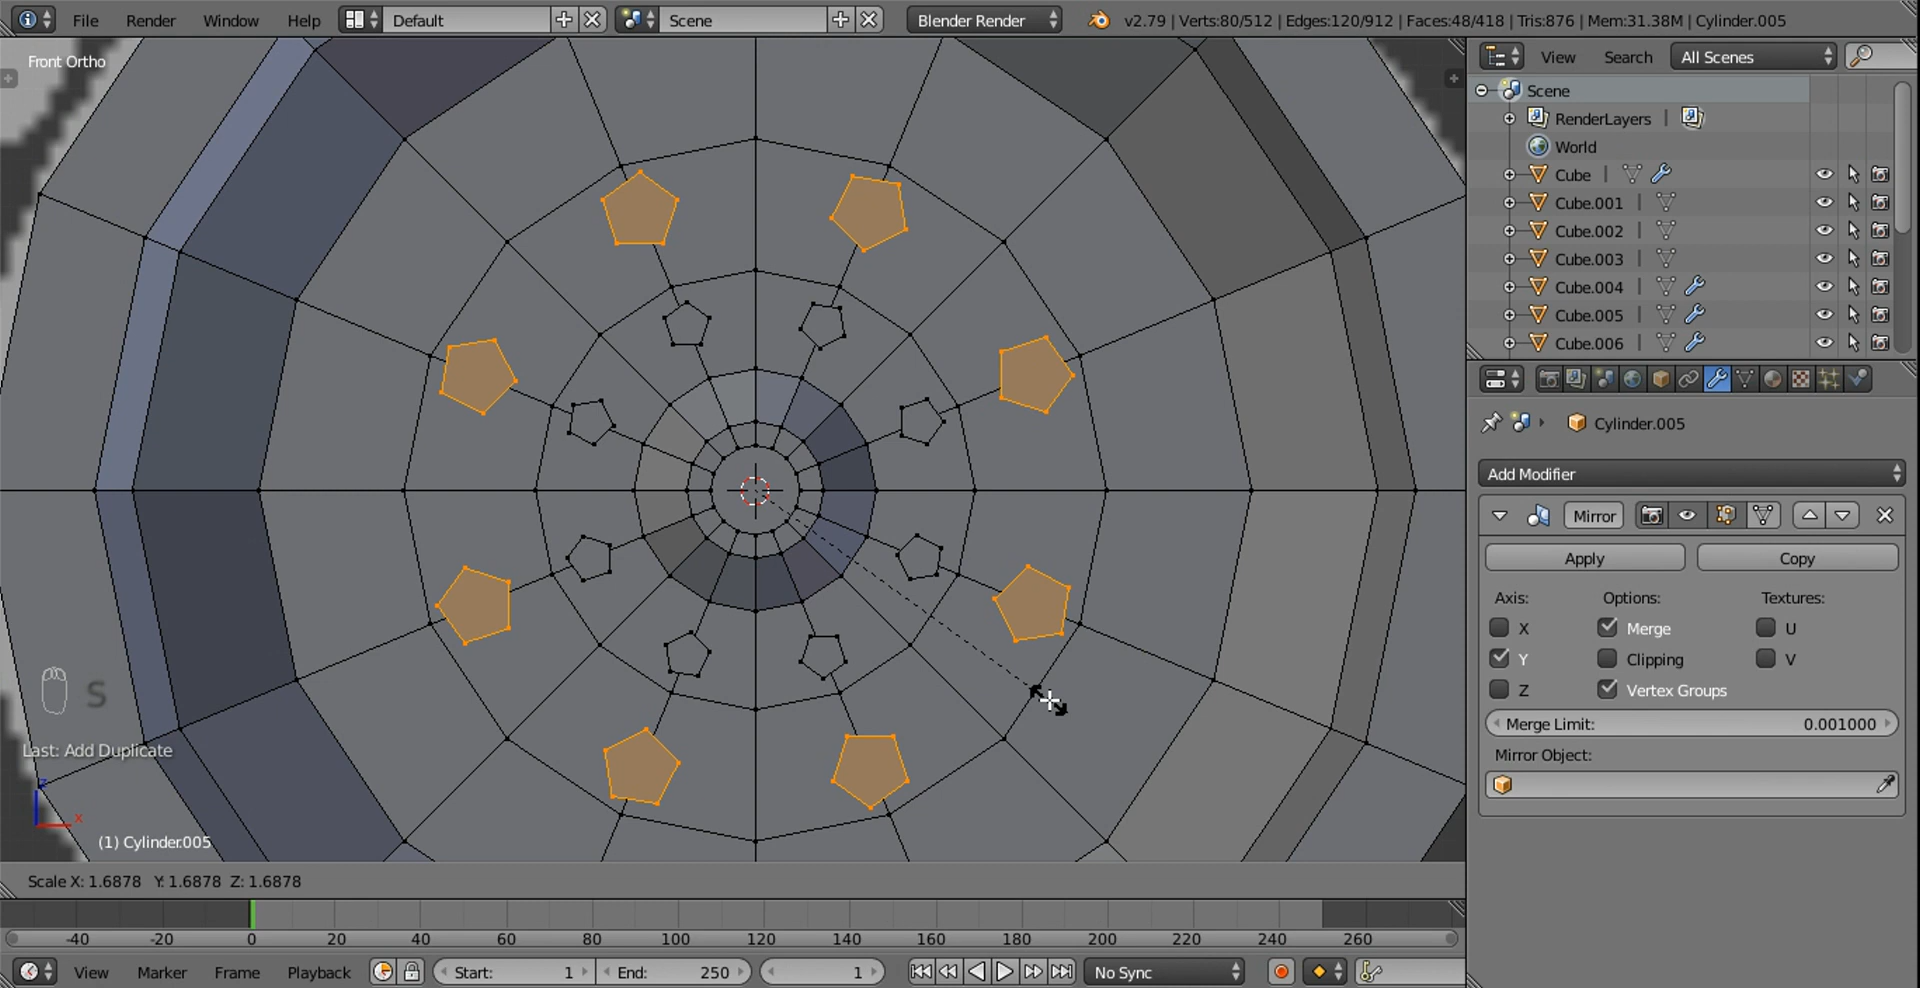 File Render Window Help Default Scene Blender Render v2.79 | Verts:80/512 | Edges:120/912 | Faces:48/418 | Tris:876 | Mem:31.38M | Cylinder.005
Front Ortho
View Search All Scenes
Scene
RenderLayers |
World
Cube |
Cube.001 |
Cube.002 |
Cube.003 |
Cube.004 |
Cube.005 |
Cube.006 |
Cylinder.005
Add Modifier
Mirror
Apply Copy
Axis: Options: Textures:
X Merge U
Y Clipping V
Z Vertex Groups
Merge Limit: 0.001000
Mirror Object:
S
Last: Add Duplicate
z
x
(1) Cylinder.005
Scale X: 1.6878 Y: 1.6878 Z: 1.6878
-40 -20 0 20 40 60 80 100 120 140 160 180 200 220 240 260
View Marker Frame Playback Start: 1 End: 250 1 No Sync